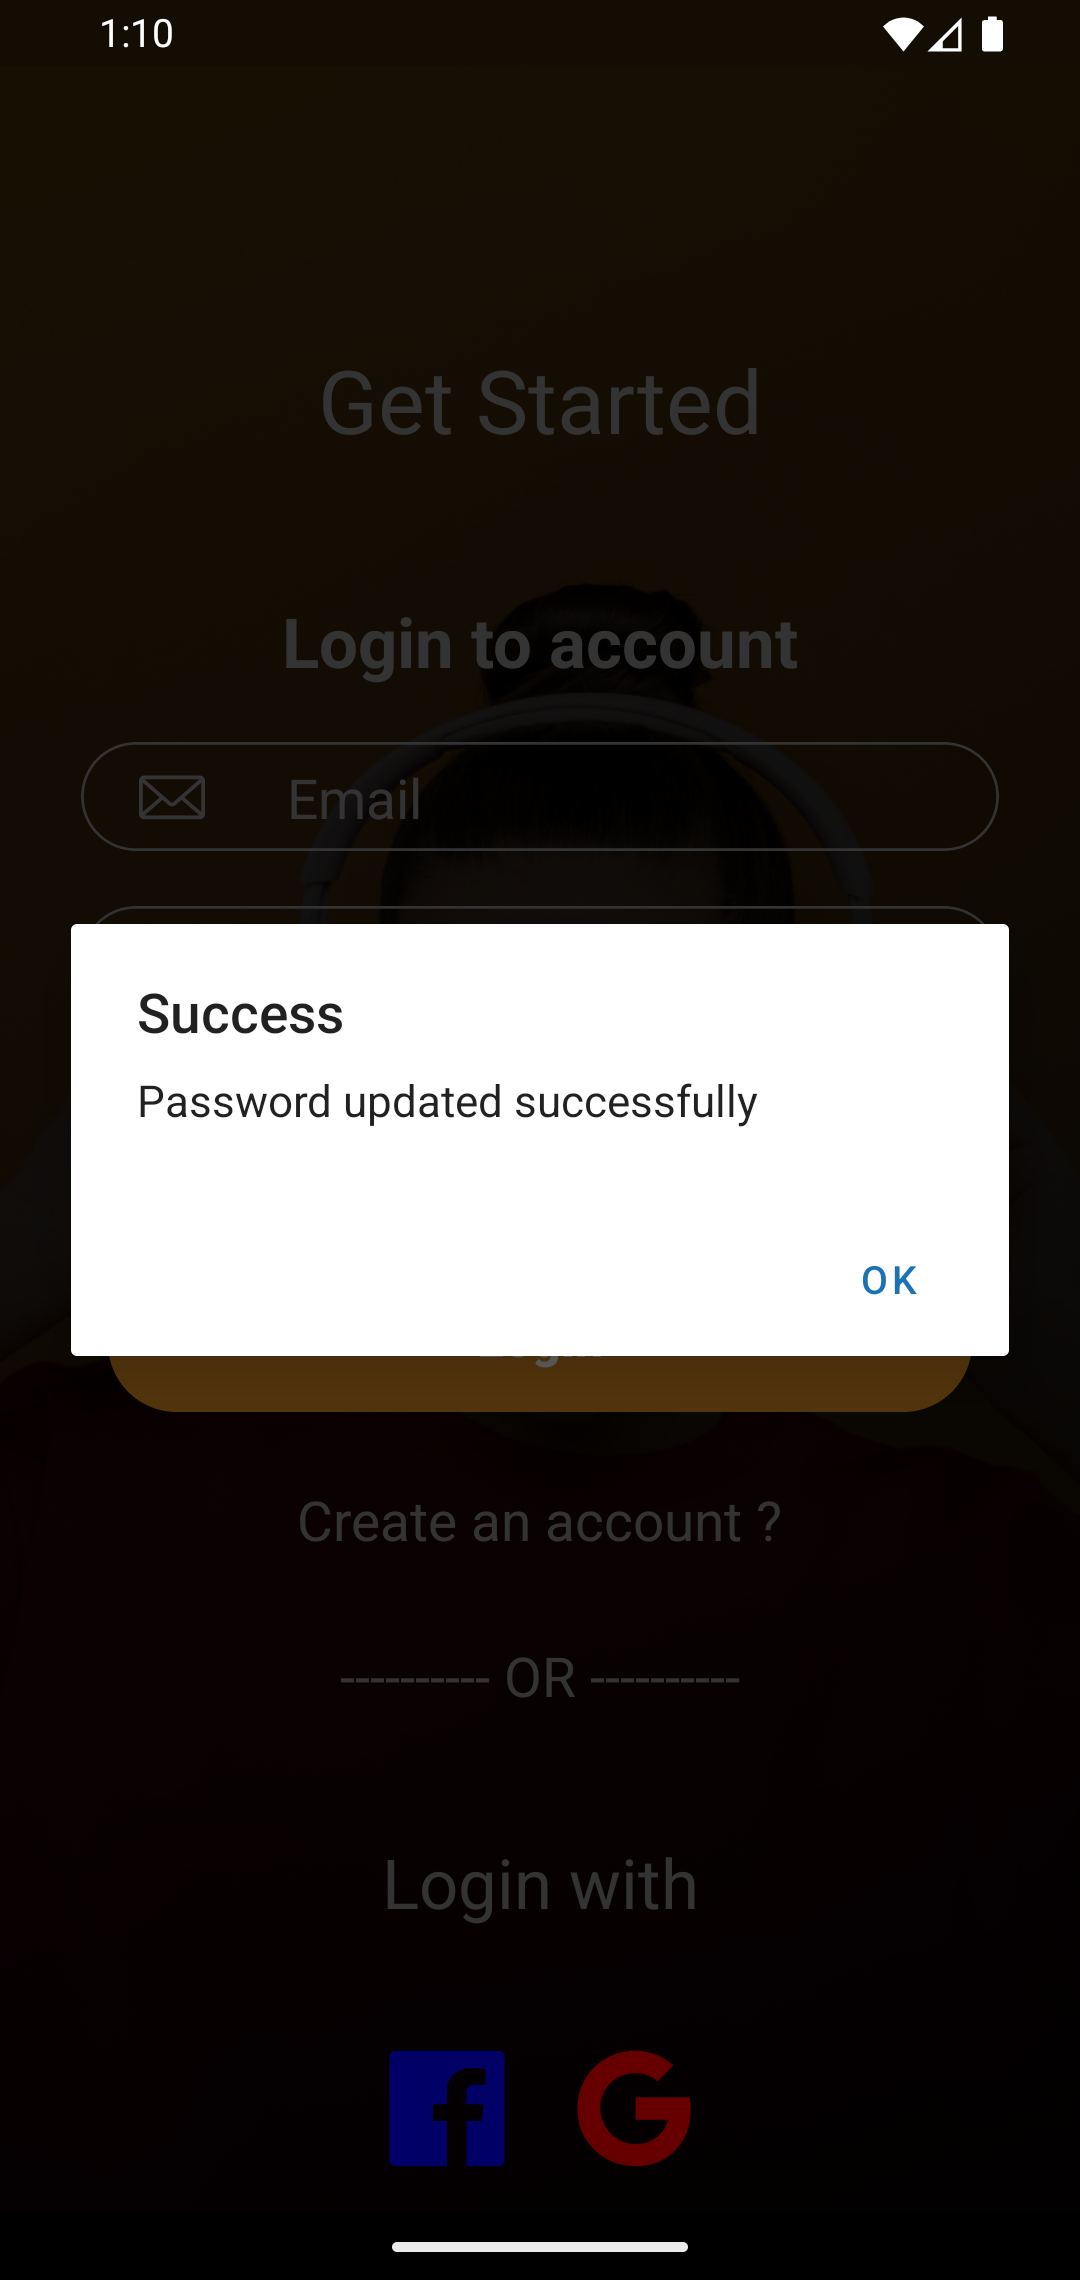 1:10
Get Started
Login to account
Email
Success
Password updated successfully
OK
Create an account ?
---------- OR ----------
Login with